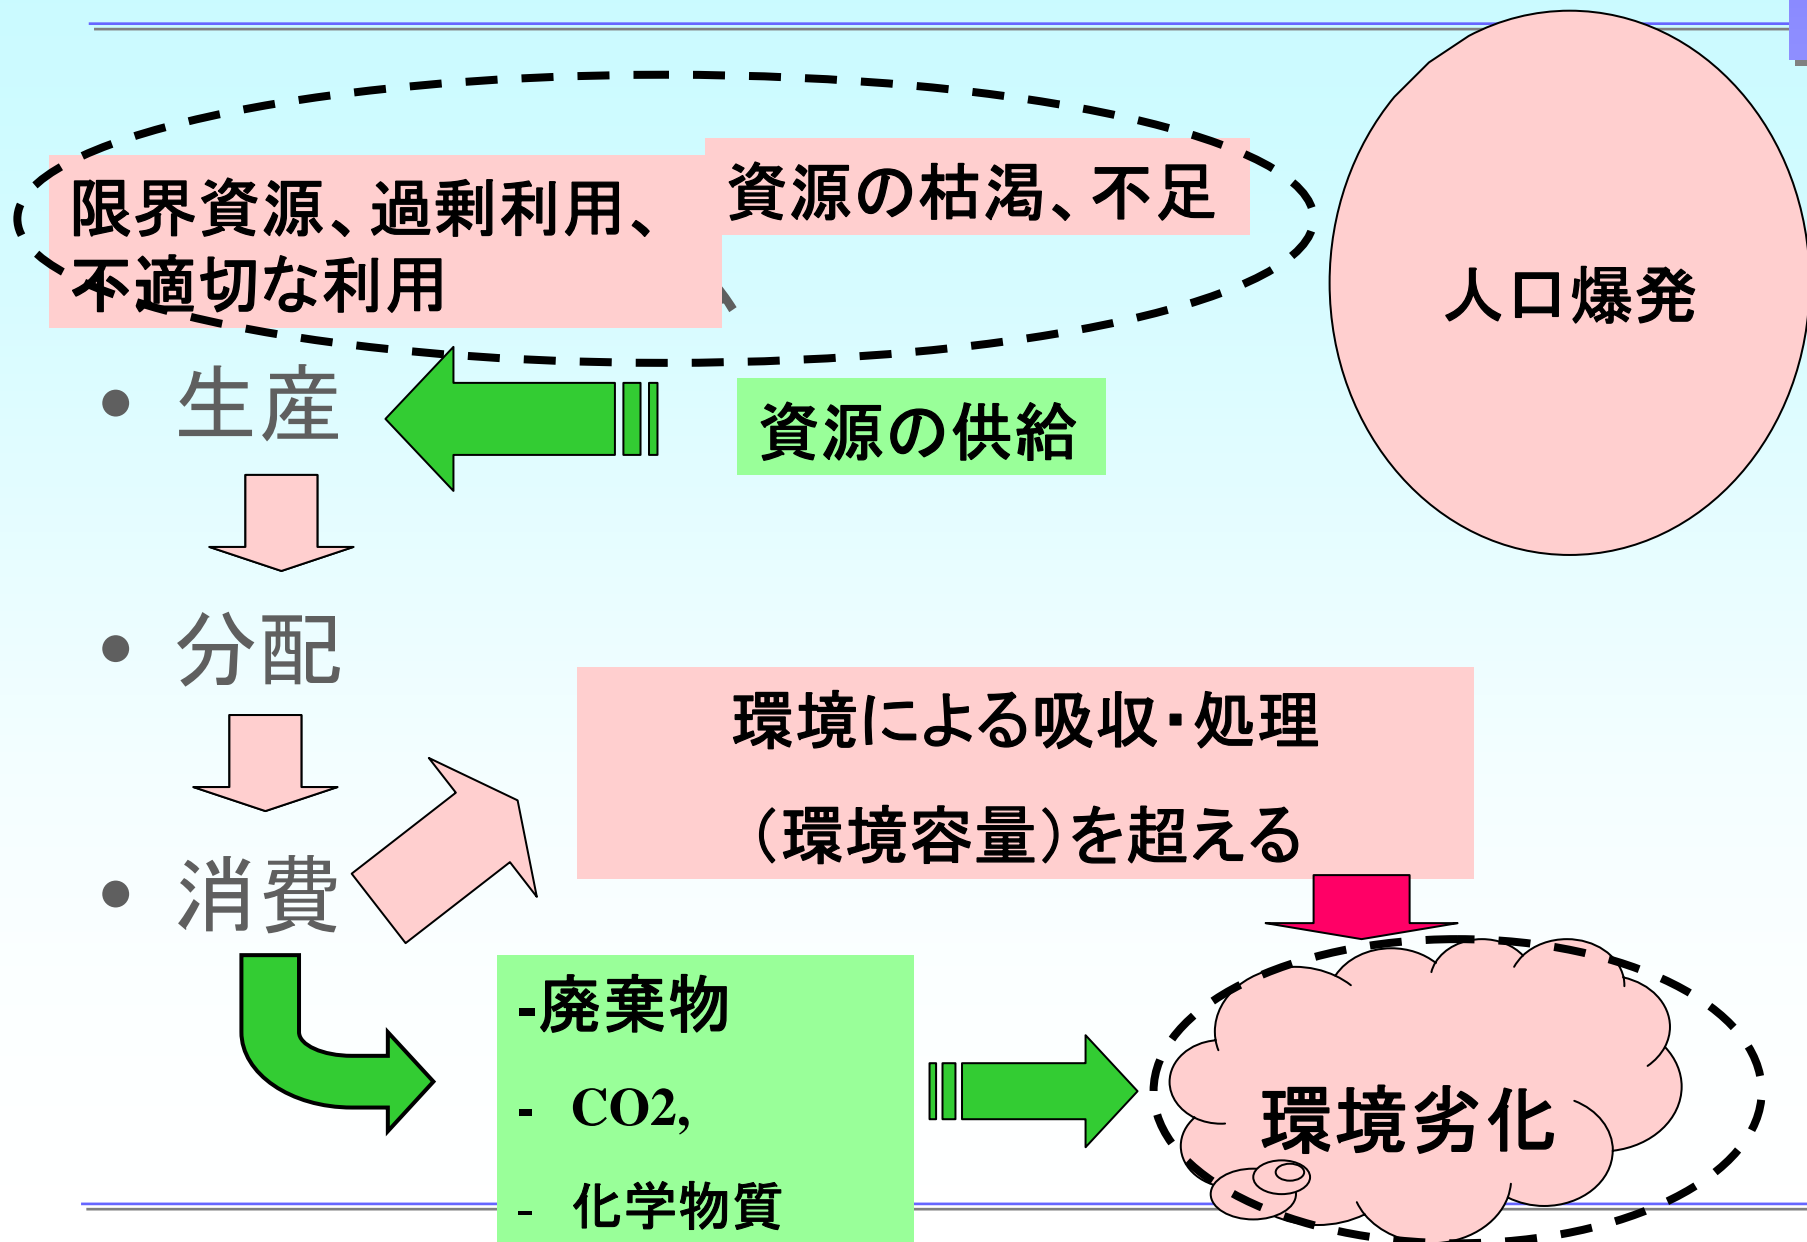 限界資源、過剰利用、
不適切な利用
資源の枯渇、不足
人口爆発
• 生産
資源の供給
• 分配
環境による吸収・処理
（環境容量）を超える
• 消費
-廃棄物
- CO2,
- 化学物質
環境劣化